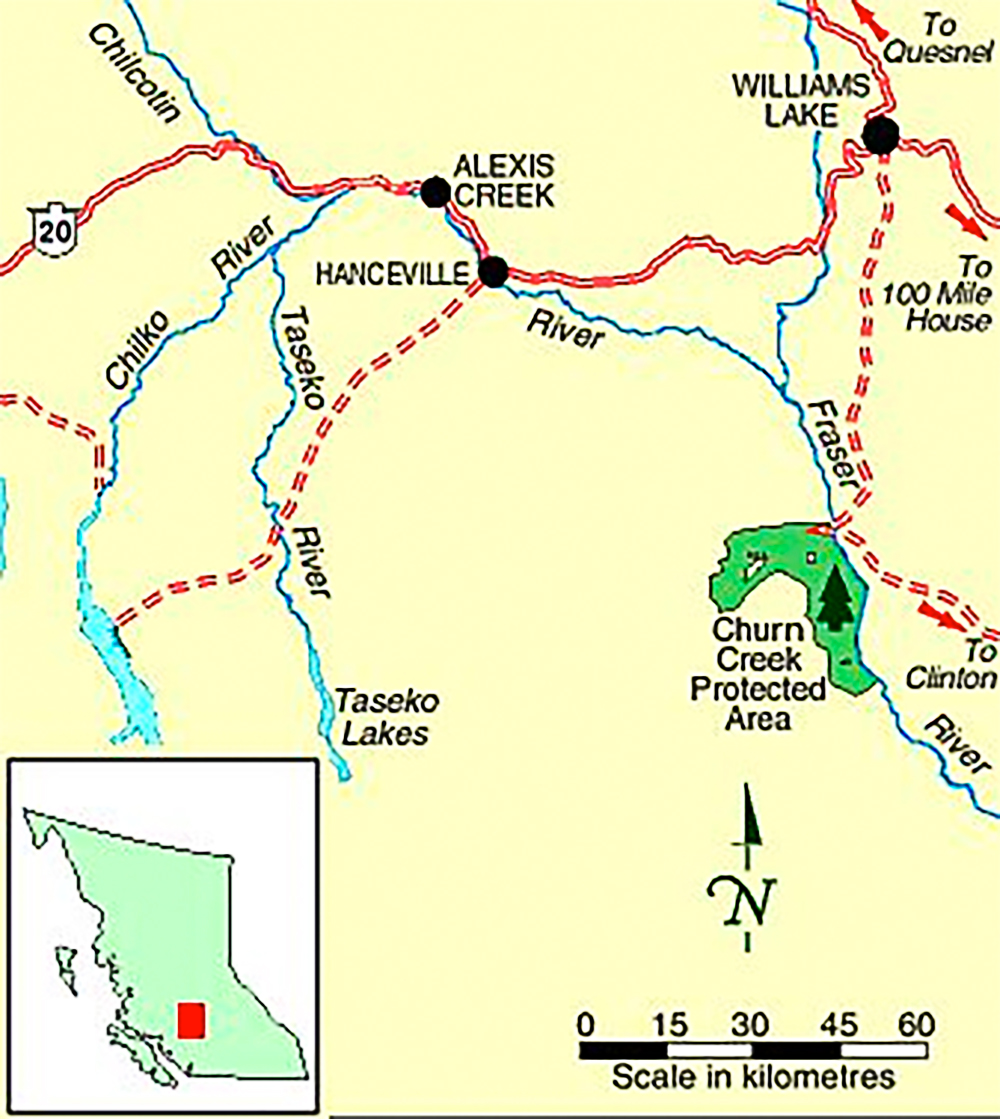 To
Quesnel
Chilcotin
WILLIAMS
LAKE
ALEXIS
CREEK
20
River
HANCEVILLE
To
100 Mile
House
River
Chilko
Taseko
Fraser
River
Churn
Creek
Protected
Area
To
Clinton
Taseko
Lakes
River
N
0 15 30 45 60
Scale in kilometres